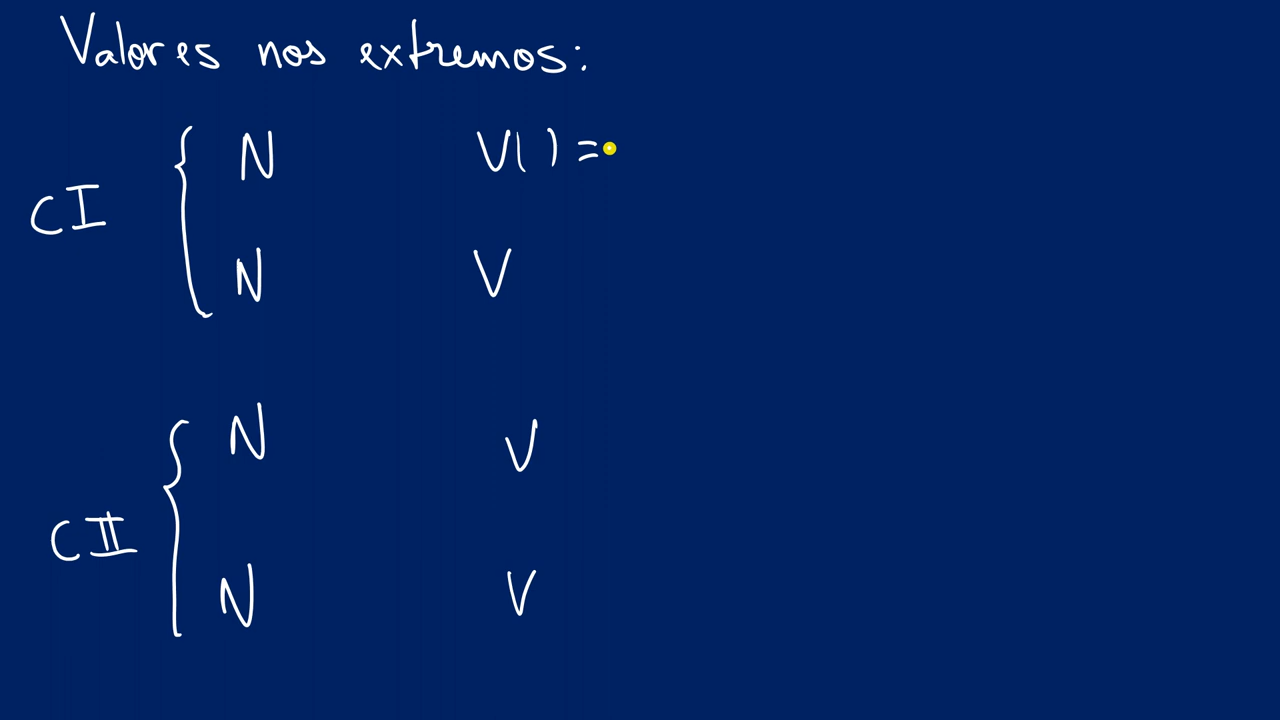 Valores nos extremos:
N V( ) =
CI
N V
N V
CII
N V